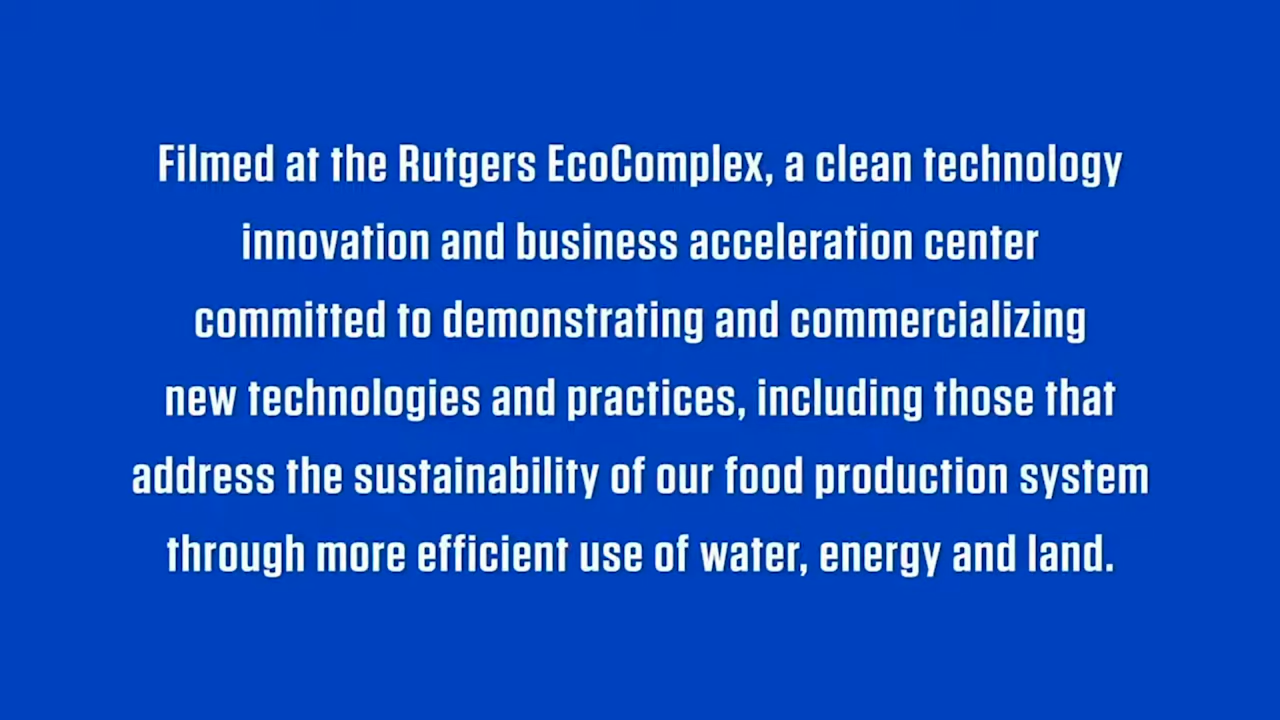 Filmed at the Rutgers EcoComplex, a clean technology
innovation and business acceleration center
committed to demonstrating and commercializing
new technologies and practices, including those that
address the sustainability of our food production system
through more efficient use of water, energy and land.